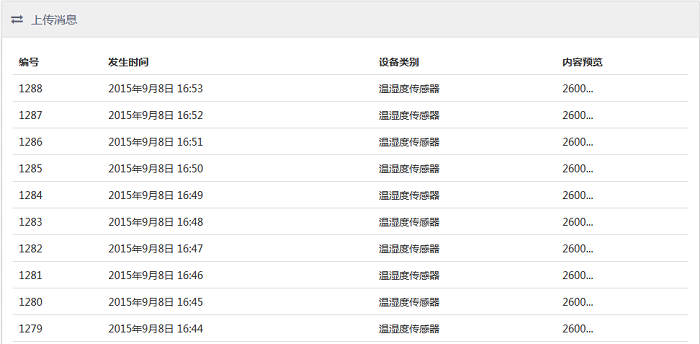 上传消息
编号 发生时间 设备类别 内容预览
1288 2015年9月8日 16:53 温湿度传感器 2600...
1287 2015年9月8日 16:52 温湿度传感器 2600...
1286 2015年9月8日 16:51 温湿度传感器 2600...
1285 2015年9月8日 16:50 温湿度传感器 2600...
1284 2015年9月8日 16:49 温湿度传感器 2600...
1283 2015年9月8日 16:48 温湿度传感器 2600...
1282 2015年9月8日 16:47 温湿度传感器 2600...
1281 2015年9月8日 16:46 温湿度传感器 2600...
1280 2015年9月8日 16:45 温湿度传感器 2600...
1279 2015年9月8日 16:44 温湿度传感器 2600...